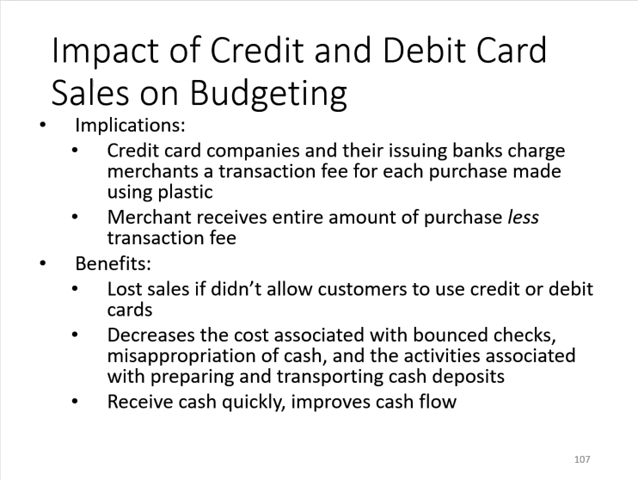 Impact of Credit and Debit Card
Sales on Budgeting
• Implications:
• Credit card companies and their issuing banks charge
merchants a transaction fee for each purchase made
using plastic
• Merchant receives entire amount of purchase less
transaction fee
• Benefits:
• Lost sales if didn’t allow customers to use credit or debit
cards
• Decreases the cost associated with bounced checks,
misappropriation of cash, and the activities associated
with preparing and transporting cash deposits
• Receive cash quickly, improves cash flow
107